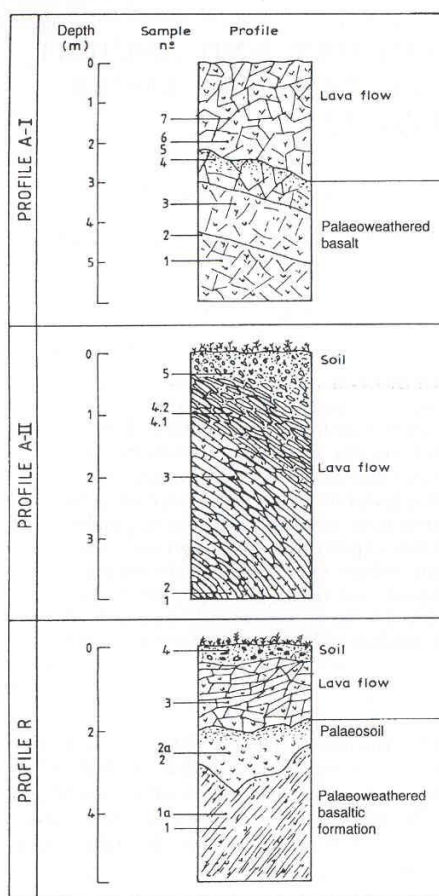 Depth
(m)
Sample
nº
Profile
PROFILE A-I
0
1
2
3
4
5
7
6
5
4
3
2
1
Lava flow
Palaeoweathered
basalt
PROFILE A-II
0
1
2
3
5
4.2
4.1
3
2
1
Soil
Lava flow
PROFILE R
0
2
4
4
3
2a
2
1a
1
Soil
Lava flow
Palaeosoil
Palaeoweathered
basaltic
formation